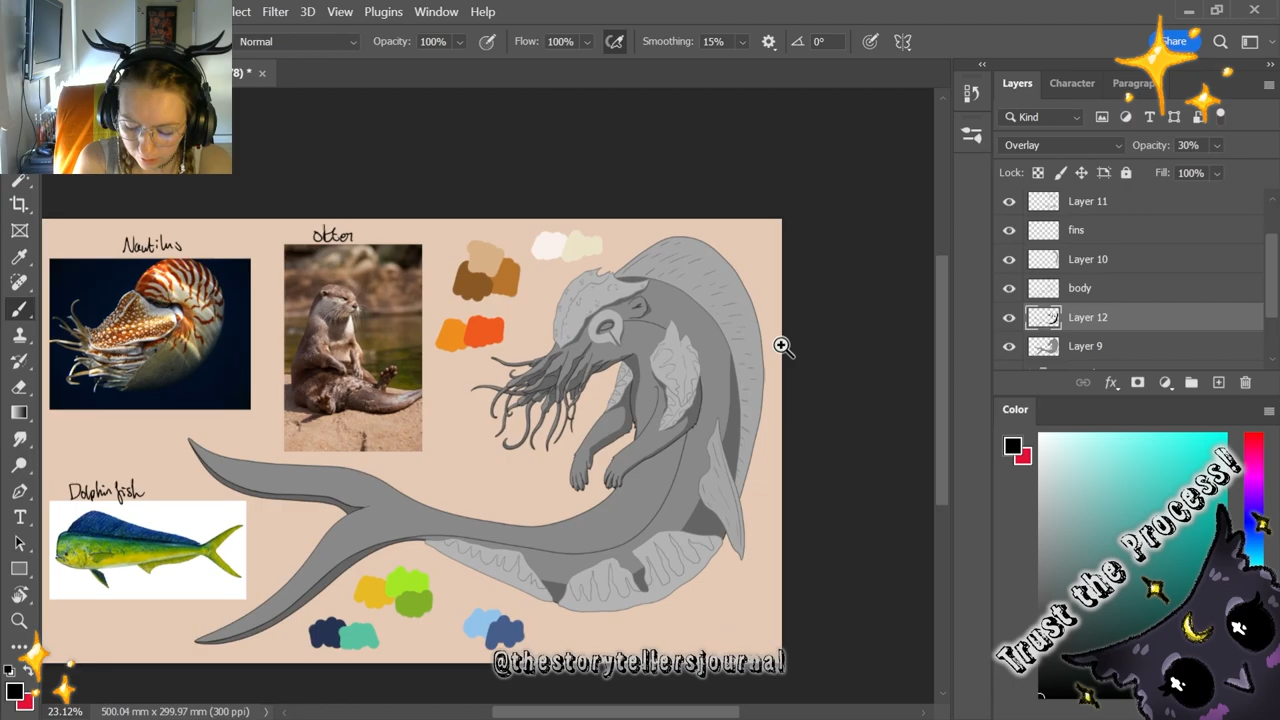 lect Filter 3D View Plugins Window Help
Normal Opacity: 100% Flow: 100% Smoothing: 15% 0° Share
8) *
Layers Character Paragrap
Kind
Overlay Opacity: 30%
Lock: Fill: 100%
Layer 11
fins
Layer 10
body
Layer 12
Layer 9
Color
Nautilus
otter
Dolphin fish
Trust the Process!
@thestorytellersjournal
23.12% 500.04 mm x 299.97 mm (300 ppi)